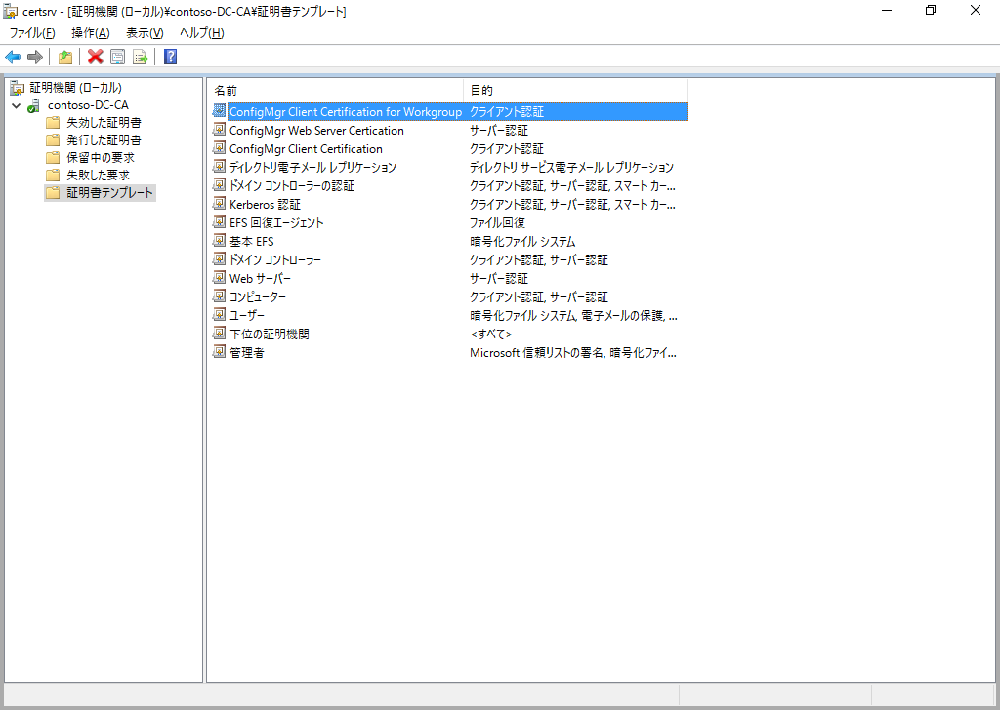 certsrv - [証明機関 (ローカル)¥contoso-DC-CA¥証明書テンプレート]
ファイル(F) 操作(A) 表示(V) ヘルプ(H)
証明機関 (ローカル)
contoso-DC-CA
失効した証明書
発行した証明書
保留中の要求
失敗した要求
証明書テンプレート
名前 目的
ConfigMgr Client Certification for Workgroup クライアント認証
ConfigMgr Web Server Certication サーバー認証
ConfigMgr Client Certification クライアント認証
ディレクトリ電子メール レプリケーション ディレクトリ サービス電子メール レプリケーション
ドメイン コントローラーの認証 クライアント認証, サーバー認証, スマート カー...
Kerberos 認証 クライアント認証, サーバー認証, スマート カー...
EFS 回復エージェント ファイル回復
基本 EFS 暗号化ファイル システム
ドメイン コントローラー クライアント認証, サーバー認証
Web サーバー サーバー認証
コンピューター クライアント認証, サーバー認証
ユーザー 暗号化ファイル システム, 電子メールの保護, ...
下位の証明機関 <すべて>
管理者 Microsoft 信頼リストの署名, 暗号化ファイ...